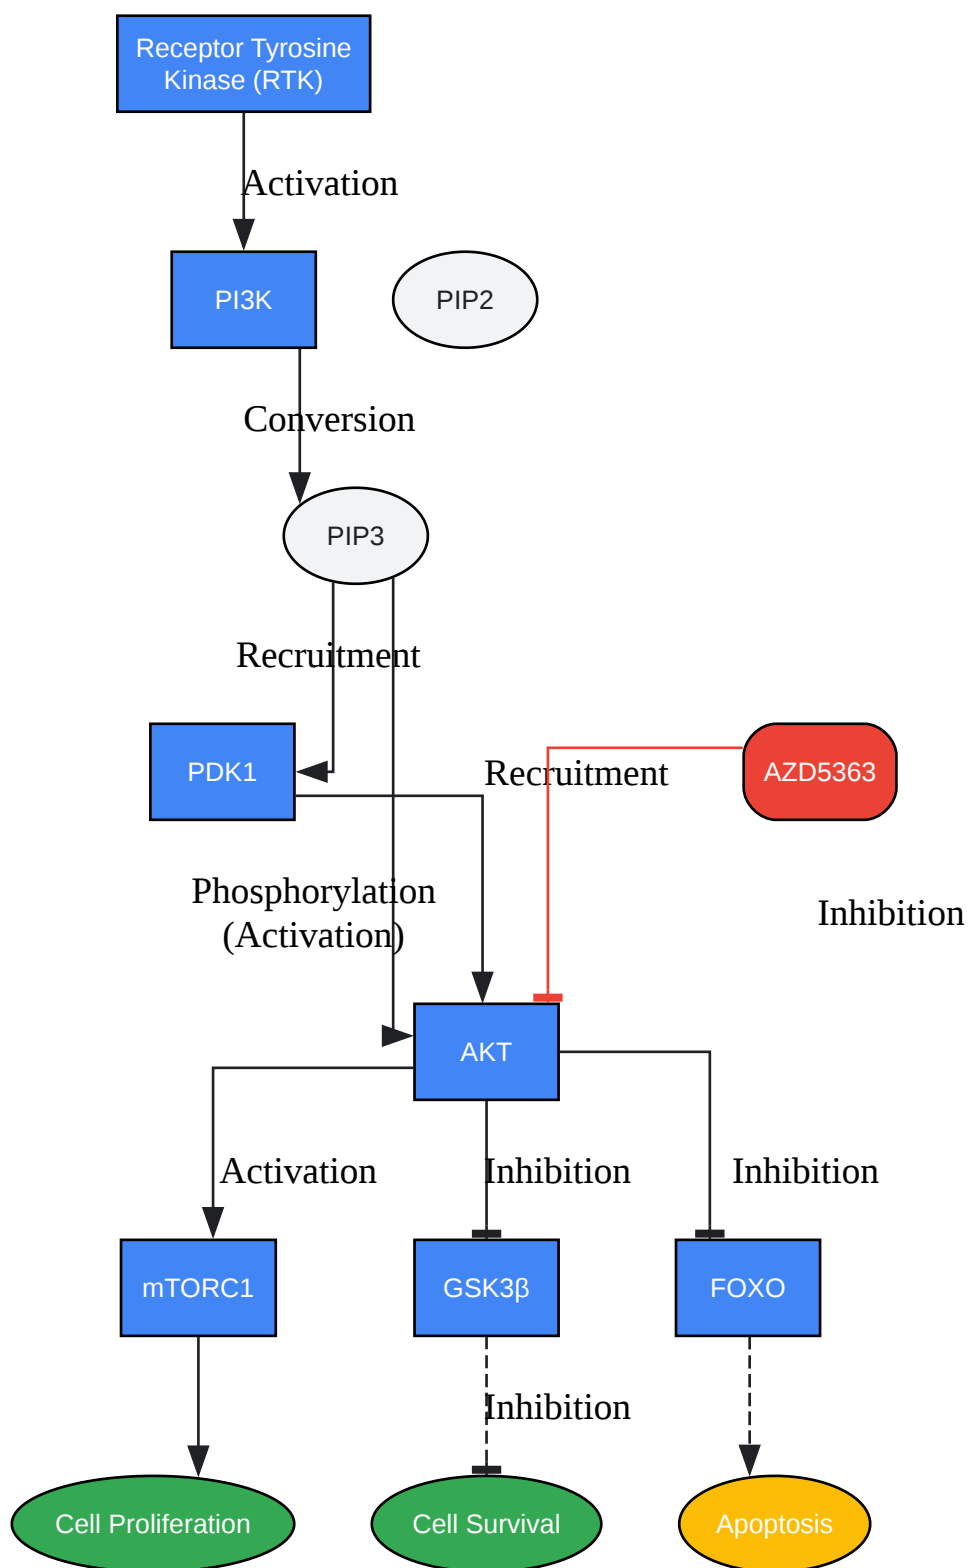 Receptor Tyrosine
Kinase (RTK)
Activation
PI3K
PIP2
Conversion
PIP3
Recruitment
PDK1
Recruitment
AZD5363
Phosphorylation
(Activation)
Inhibition
AKT
Activation
Inhibition
Inhibition
mTORC1
GSK3β
FOXO
Inhibition
Cell Proliferation
Cell Survival
Apoptosis